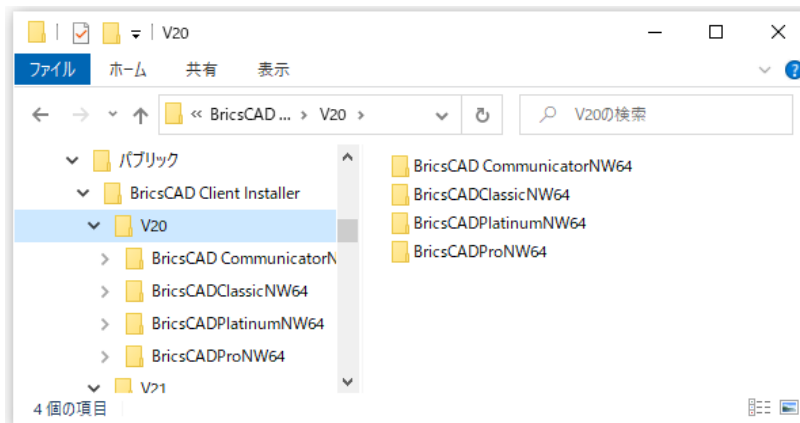 V20
ファイル ホーム 共有 表示
« BricsCAD ... › V20 › V20の検索
パブリック
BricsCAD Client Installer
V20
BricsCAD CommunicatorN
BricsCADClassicNW64
BricsCADPlatinumNW64
BricsCADProNW64
V21
BricsCAD CommunicatorNW64
BricsCADClassicNW64
BricsCADPlatinumNW64
BricsCADProNW64
4 個の項目